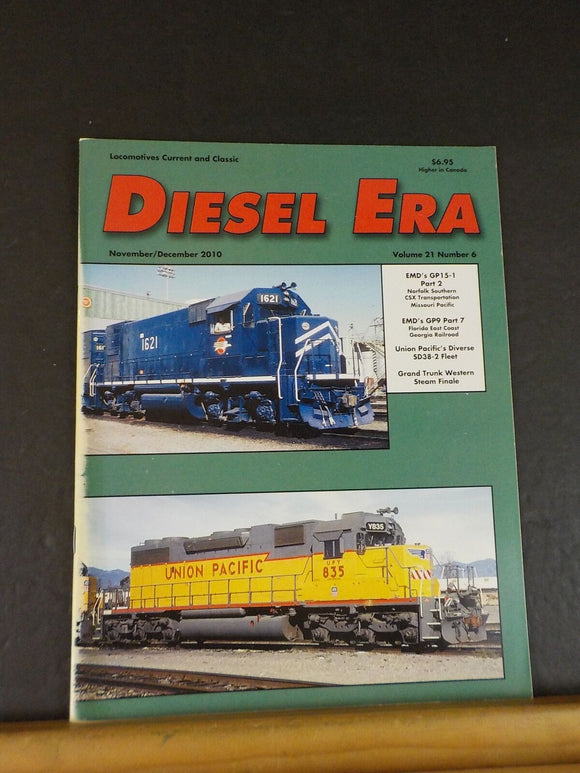 Locomotives Current and Classic
$6.95
Higher in Canada
DIESEL ERA
November/December 2010
Volume 21 Number 6
EMD's GP15-1
Part 2
Norfolk Southern
CSX Transportation
Missouri Pacific
EMD's GP9 Part 7
Florida East Coast
Georgia Railroad
Union Pacific's Diverse
SD38-2 Fleet
Grand Trunk Western
Steam Finale
1621
1621
Y835
UNION PACIFIC
UPY
835